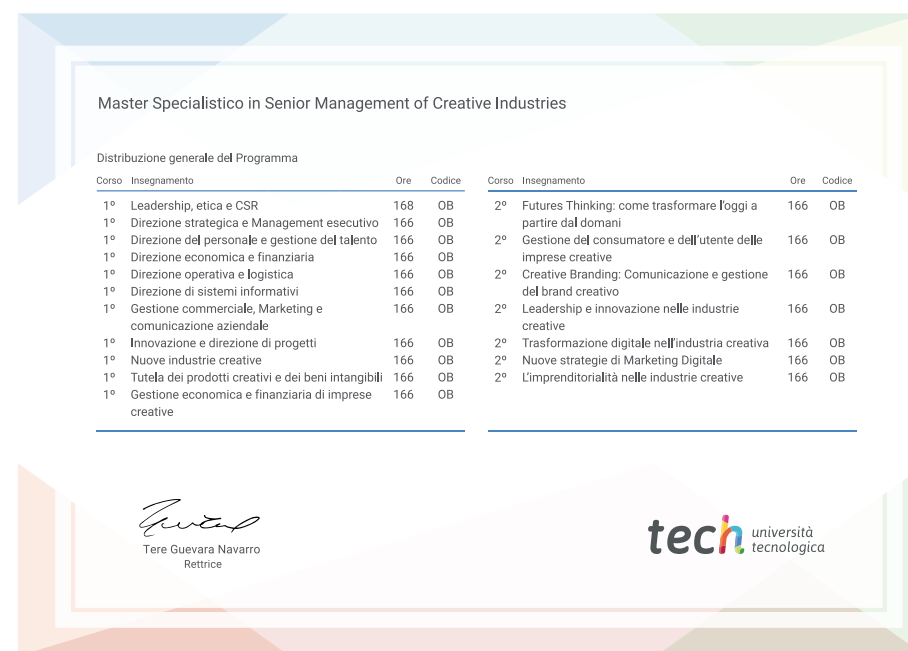 Master Specialistico in Senior Management of Creative Industries
Distribuzione generale del Programma
Corso Insegnamento Ore Codice
1º Leadership, etica e CSR 168 OB
1º Direzione strategica e Management esecutivo 166 OB
1º Direzione del personale e gestione del talento 166 OB
1º Direzione economica e finanziaria 166 OB
1º Direzione operativa e logistica 166 OB
1º Direzione di sistemi informativi 166 OB
1º Gestione commerciale, Marketing e 166 OB
comunicazione aziendale
1º Innovazione e direzione di progetti 166 OB
1º Nuove industrie creative 166 OB
1º Tutela dei prodotti creativi e dei beni intangibili 166 OB
1º Gestione economica e finanziaria di imprese 166 OB
creative
Corso Insegnamento Ore Codice
2º Futures Thinking: come trasformare l'oggi a 166 OB
partire dal domani
2º Gestione del consumatore e dell'utente delle 166 OB
imprese creative
2º Creative Branding: Comunicazione e gestione 166 OB
del brand creativo
2º Leadership e innovazione nelle industrie 166 OB
creative
2º Trasformazione digitale nell'industria creativa 166 OB
2º Nuove strategie di Marketing Digitale 166 OB
2º L'imprenditorialità nelle industrie creative 166 OB
Tere Guevara Navarro
Rettrice
tech università
tecnologica